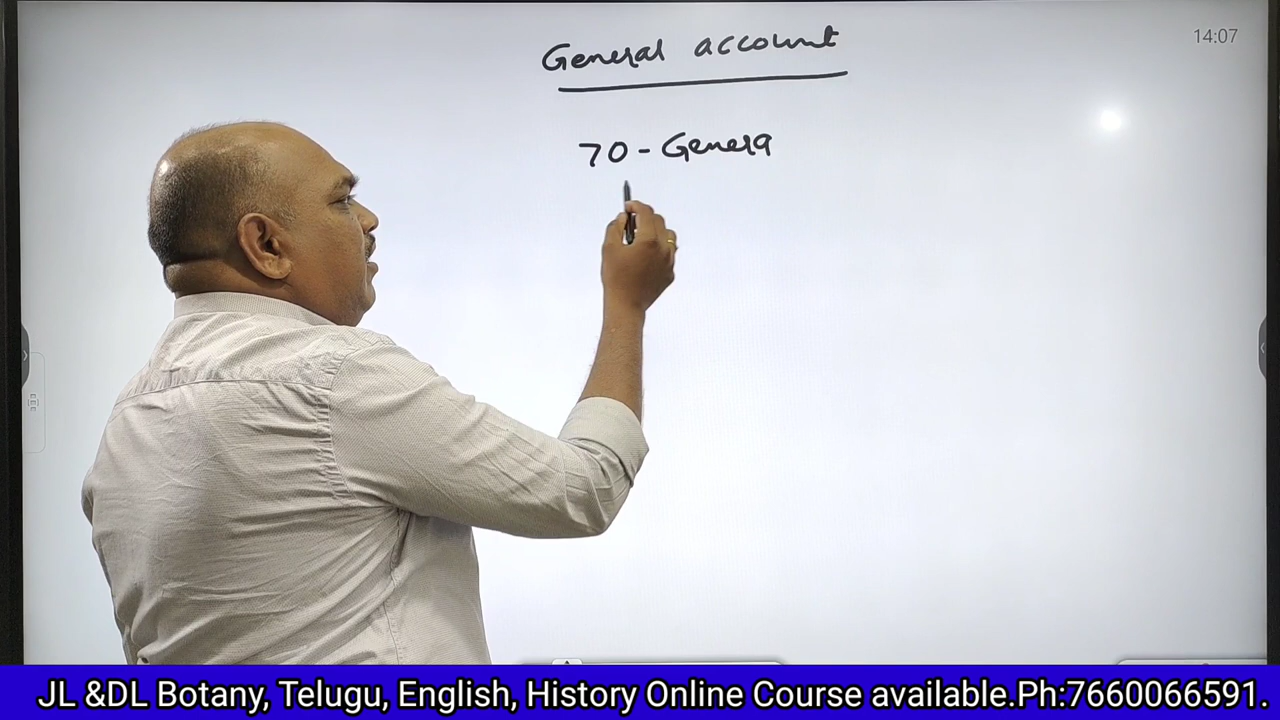 14:07
General account
70 - Genera
JL &DL Botany, Telugu, English, History Online Course available.Ph:7660066591.